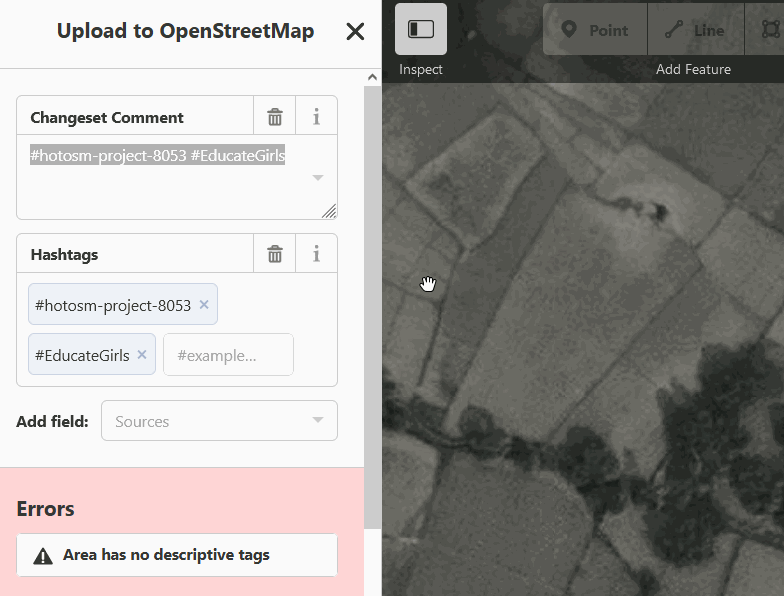 Upload to OpenStreetMap
Inspect
Point
Line
Add Feature
Changeset Comment
#hotosm-project-8053 #EducateGirls
Hashtags
#hotosm-project-8053
#EducateGirls
#example...
Add field:
Sources
Errors
Area has no descriptive tags